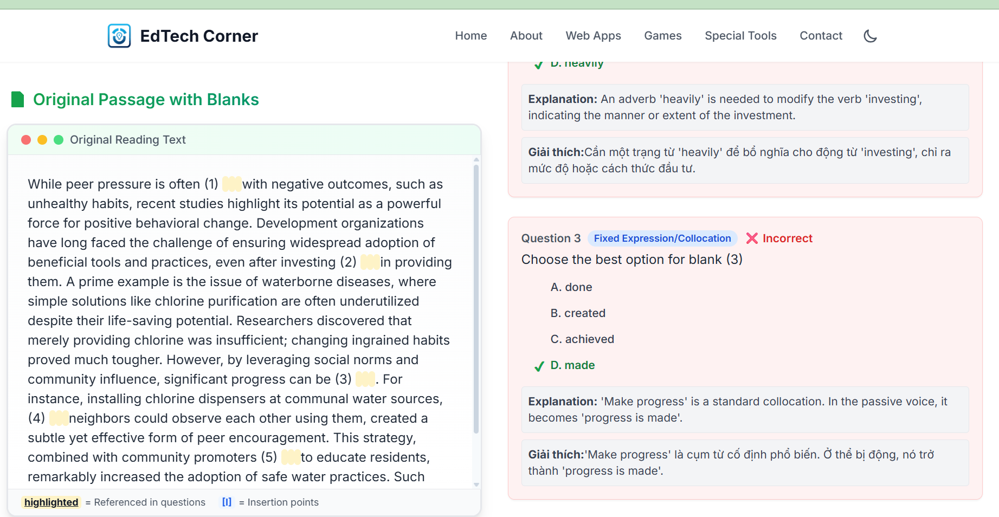 EdTech Corner
Home About Web Apps Games Special Tools Contact
Original Passage with Blanks
Original Reading Text
While peer pressure is often (1) with negative outcomes, such as
unhealthy habits, recent studies highlight its potential as a powerful
force for positive behavioral change. Development organizations
have long faced the challenge of ensuring widespread adoption of
beneficial tools and practices, even after investing (2) in providing
them. A prime example is the issue of waterborne diseases, where
simple solutions like chlorine purification are often underutilized
despite their life-saving potential. Researchers discovered that
merely providing chlorine was insufficient; changing ingrained habits
proved much tougher. However, by leveraging social norms and
community influence, significant progress can be (3) . For
instance, installing chlorine dispensers at communal water sources,
(4) neighbors could observe each other using them, created a
subtle yet effective form of peer encouragement. This strategy,
combined with community promoters (5) to educate residents,
remarkably increased the adoption of safe water practices. Such
highlighted = Referenced in questions [I] = Insertion points
D. heavily
Explanation: An adverb 'heavily' is needed to modify the verb 'investing',
indicating the manner or extent of the investment.
Giải thích:Cần một trạng từ 'heavily' để bổ nghĩa cho động từ 'investing', chỉ ra
mức độ hoặc cách thức đầu tư.
Question 3 Fixed Expression/Collocation Incorrect
Choose the best option for blank (3)
A. done
B. created
C. achieved
D. made
Explanation: 'Make progress' is a standard collocation. In the passive voice, it
becomes 'progress is made'.
Giải thích:'Make progress' là cụm từ cố định phổ biến. Ở thể bị động, nó trở
thành 'progress is made'.